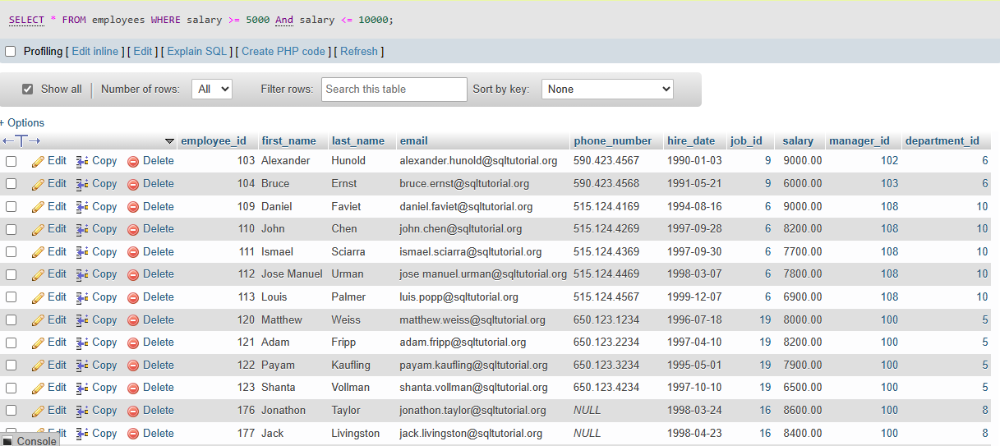 SELECT * FROM employees WHERE salary >= 5000 And salary <= 10000;
Profiling [ Edit inline ] [ Edit ] [ Explain SQL ] [ Create PHP code ] [ Refresh ]
Show all Number of rows: All Filter rows: Search this table Sort by key: None
+ Options
employee_id first_name last_name email phone_number hire_date job_id salary manager_id department_id
Edit Copy Delete 103 Alexander Hunold alexander.hunold@sqltutorial.org 590.423.4567 1990-01-03 9 9000.00 102 6
Edit Copy Delete 104 Bruce Ernst bruce.ernst@sqltutorial.org 590.423.4568 1991-05-21 9 6000.00 103 6
Edit Copy Delete 109 Daniel Faviet daniel.faviet@sqltutorial.org 515.124.4169 1994-08-16 6 9000.00 108 10
Edit Copy Delete 110 John Chen john.chen@sqltutorial.org 515.124.4269 1997-09-28 6 8200.00 108 10
Edit Copy Delete 111 Ismael Sciarra ismael.sciarra@sqltutorial.org 515.124.4369 1997-09-30 6 7700.00 108 10
Edit Copy Delete 112 Jose Manuel Urman jose manuel.urman@sqltutorial.org 515.124.4469 1998-03-07 6 7800.00 108 10
Edit Copy Delete 113 Louis Palmer luis.popp@sqltutorial.org 515.124.4567 1999-12-07 6 6900.00 108 10
Edit Copy Delete 120 Matthew Weiss matthew.weiss@sqltutorial.org 650.123.1234 1996-07-18 19 8000.00 100 5
Edit Copy Delete 121 Adam Fripp adam.fripp@sqltutorial.org 650.123.2234 1997-04-10 19 8200.00 100 5
Edit Copy Delete 122 Payam Kaufling payam.kaufling@sqltutorial.org 650.123.3234 1995-05-01 19 7900.00 100 5
Edit Copy Delete 123 Shanta Vollman shanta.vollman@sqltutorial.org 650.123.4234 1997-10-10 19 6500.00 100 5
Edit Copy Delete 176 Jonathon Taylor jonathon.taylor@sqltutorial.org NULL 1998-03-24 16 8600.00 100 8
Edit Copy Delete 177 Jack Livingston jack.livingston@sqltutorial.org NULL 1998-04-23 16 8400.00 100 8
Console